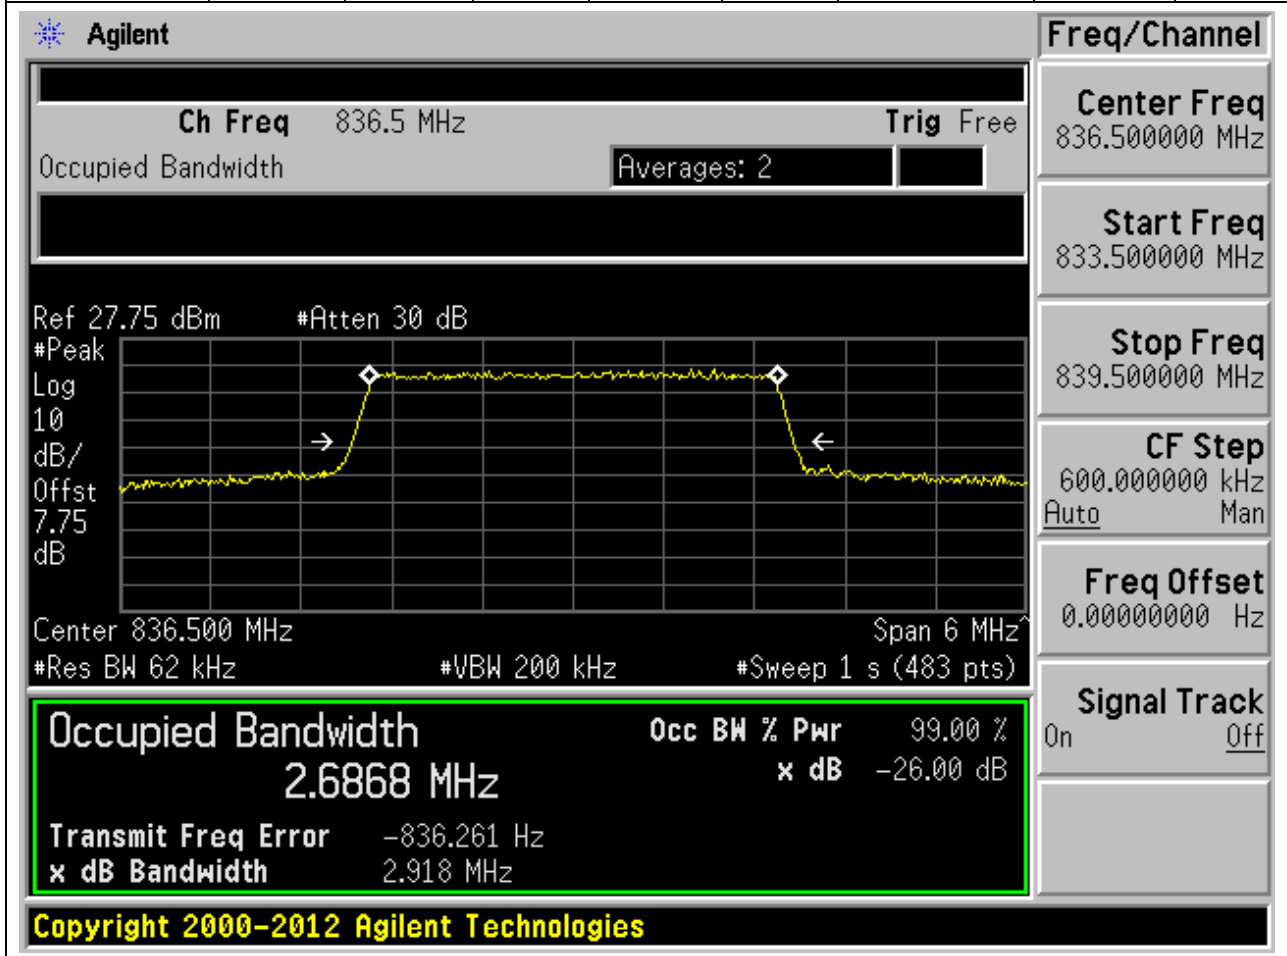 Agilent
Freq/Channel
Ch Freq 836.5 MHz Trig Free
Occupied Bandwidth Averages: 2
Center Freq
836.500000 MHz
Start Freq
833.500000 MHz
Stop Freq
839.500000 MHz
CF Step
600.000000 kHz
Auto Man
Freq Offset
0.00000000 Hz
Signal Track
On Off
Ref 27.75 dBm #Atten 30 dB
#Peak
Log
10
dB/
Offst
7.75
dB
Center 836.500 MHz Span 6 MHz^
#Res BW 62 kHz #VBW 200 kHz #Sweep 1 s (483 pts)
Occupied Bandwidth
2.6868 MHz
Occ BW % Pwr 99.00 %
x dB -26.00 dB
Transmit Freq Error -836.261 Hz
x dB Bandwidth 2.918 MHz
Copyright 2000-2012 Agilent Technologies